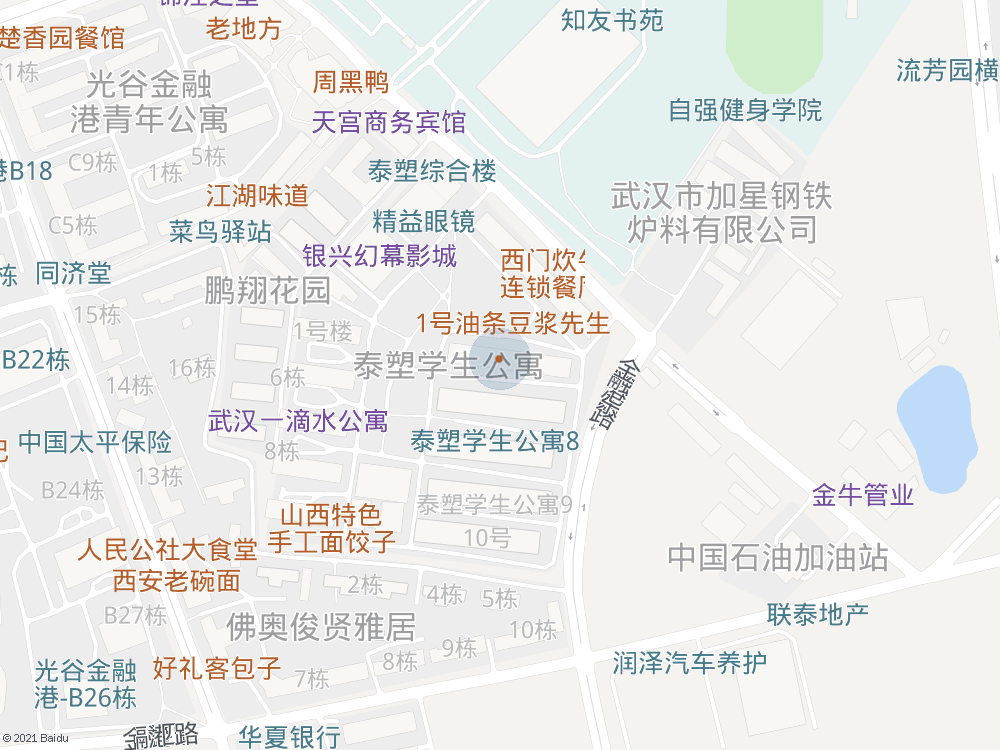 知友书苑
老地方
楚香园餐馆
光谷金融
港青年公寓
周黑鸭
流芳园横
自强健身学院
天宫商务宾馆
C9栋
5栋
1栋
港B18
泰塑综合楼
江湖味道
武汉市加星钢铁
炉料有限公司
C5栋
精益眼镜
菜鸟驿站
银兴幻幕影城
西门炊
连锁餐厅
栋
同济堂
鹏翔花园
15栋
1号楼
1号油条豆浆先生
B22栋
16栋
6栋
泰塑学生公寓
金融港路
14栋
武汉一滴水公寓
中国太平保险
8栋
泰塑学生公寓8
13栋
B24栋
泰塑学生公寓9
金牛管业
山西特色
手工面饺子
10号
人民公社大食堂
西安老碗面
中国石油加油站
2栋
4栋
5栋
B27栋
联泰地产
佛奥俊贤雅居
10栋
9栋
8栋
光谷金融
港-B26栋
好礼客包子
7栋
润泽汽车养护
华夏银行
© 2021 Baidu